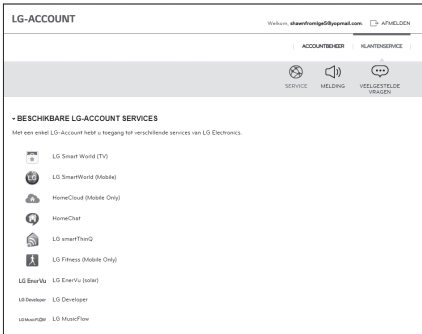 LG-ACCOUNT
Welkom, shawnfromlge5@yopmail.com AFMELDEN
ACCOUNTBEHEER KLANTENSERVICE
SERVICE MELDING VEELGESTELDE
VRAGEN
BESCHIKBARE LG-ACCOUNT SERVICES
Met een enkel LG-Account hebt u toegang tot verschillende services van LG Electronics.
LG Smart World (TV)
LG LG SmartWorld (Mobile)
HomeCloud (Mobile Only)
HomeChat
LG smartThinQ
LG Fitness (Mobile Only)
LG EnerVu LG EnerVu (solar)
LG Developer LG Developer
LG MusicFlow LG MusicFlow